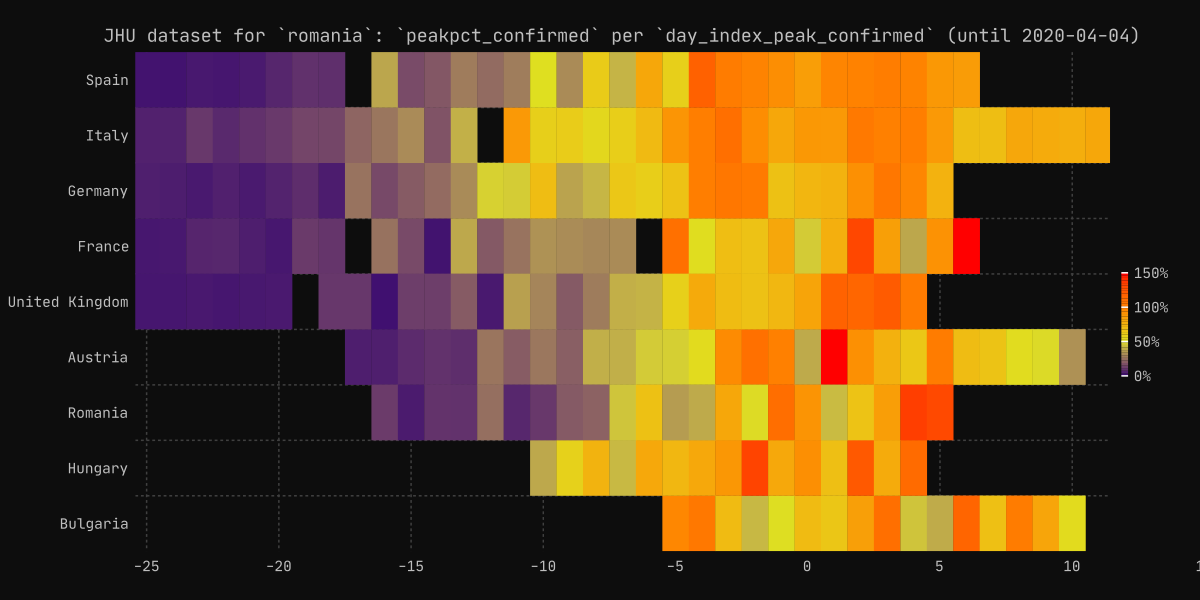 JHU dataset for `romania`: `peakpct_confirmed` per `day_index_peak_confirmed` (until 2020-04-04)
Spain
Italy
Germany
France
United Kingdom
Austria
Romania
Hungary
Bulgaria
150%
100%
50%
0%
-25 -20 -15 -10 -5 0 5 10